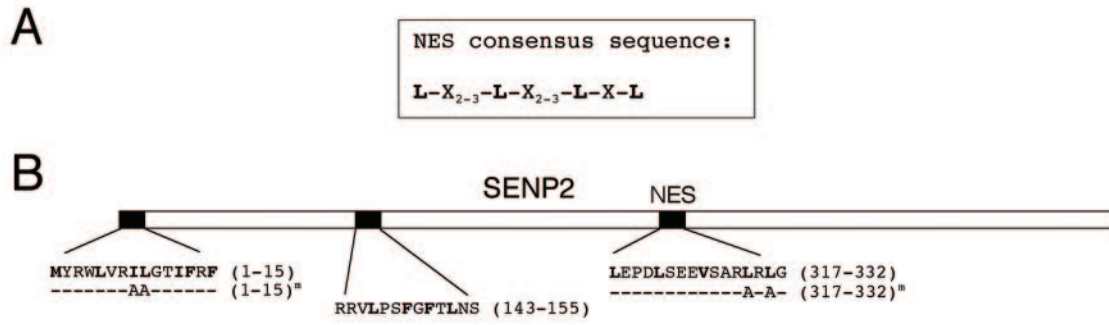 A
NES consensus sequence:
L-X₂₋₃-L-X₂₋₃-L-X-L
B
SENP2
NES
MYRWLVRILGTIFRF (1-15)
-------AA------ (1-15)ᵐ
RRVLPSFGFTLNS (143-155)
LEPDLSEEVSARLRLG (317-332)
------------A-A- (317-332)ᵐ